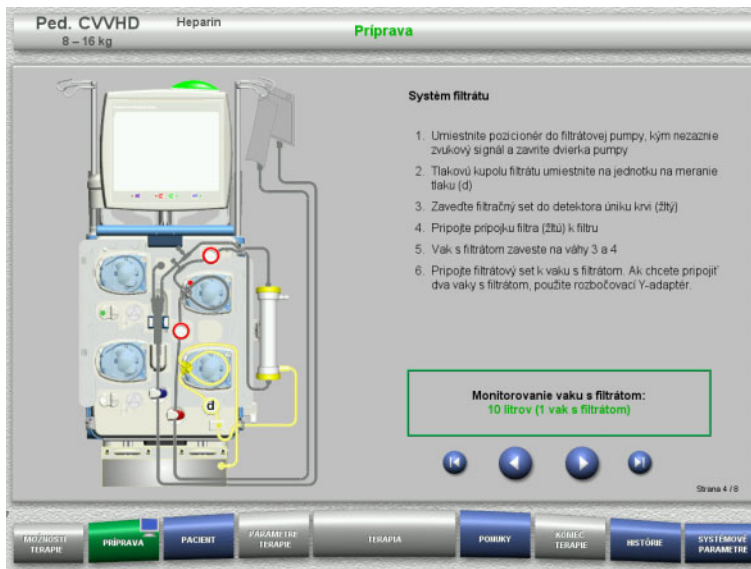 Ped. CVVHD
Heparin
8 – 16 kg
Príprava
Systém filtrátu
1. Umiestnite pozicionér do filtrátovej pumpy, kým nezaznie
zvukový signál a zavrite dvierka pumpy
2. Tlakovú kupolu filtrátu umiestnite na jednotku na meranie
tlaku (d)
3. Zaveďte filtračný set do detektora úniku krvi (žltý)
4. Pripojte prípojku filtra (žltú) k filtru
5. Vak s filtrátom zaveste na váhy 3 a 4
6. Pripojte filtrátový set k vaku s filtrátom. Ak chcete pripojiť
dva vaky s filtrátom, použite rozbočovací Y-adaptér.
d
Monitorovanie vaku s filtrátom:
10 litrov (1 vak s filtrátom)
Strana 4 / 8
MOŽNOSTI
TERAPIE
PRÍPRAVA
PACIENT
PARAMETRE
TERAPIE
TERAPIA
PONUKY
KONIEC
TERAPIE
HISTÓRIE
SYSTÉMOVÉ
PARAMETRE